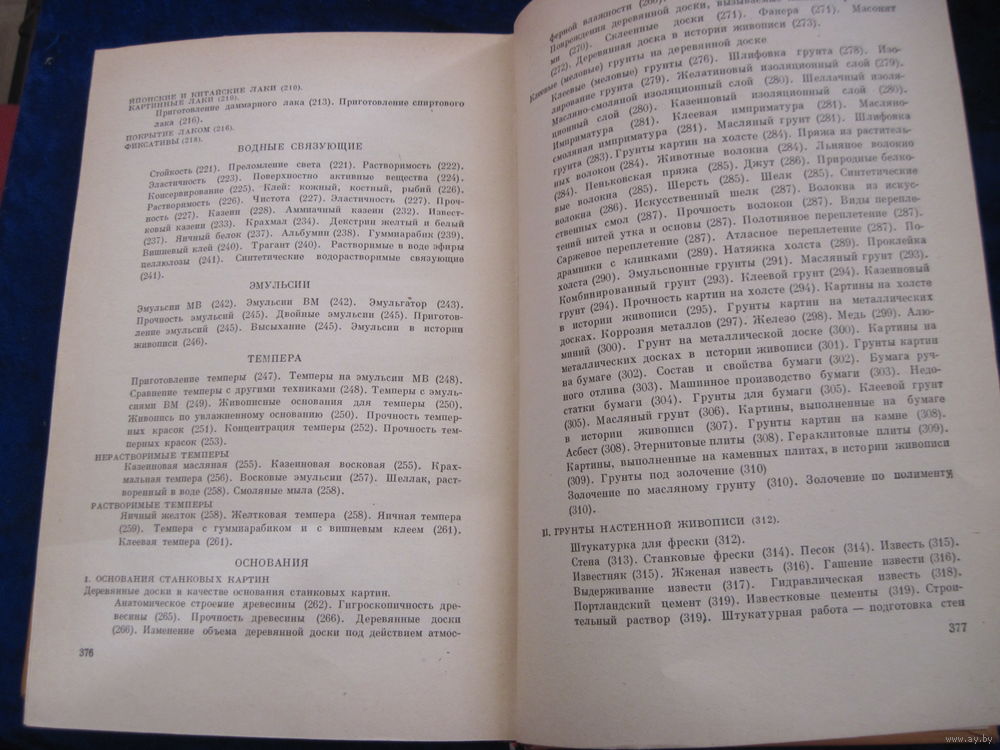 ЯПОНСКИЕ И КИТАЙСКИЕ ЛАКИ (210).
КАРТИННЫЕ ЛАКИ (210).
Приготовление даммарного лака (213). Приготовление спиртового
лака (216).
ПОКРЫТИЕ ЛАКОМ (216).
ФИКСАТИВЫ (218).
ВОДНЫЕ СВЯЗУЮЩИЕ
Стойкость (221). Преломление света (221). Растворимость (222).
Эластичность (223). Поверхностно активные вещества (224).
Консервирование (225). Клей: кожный, костный, рыбий (226).
Растворимость (226). Чистота (227). Эластичность (227). Проч-
ность (227). Казеин (228). Аммиачный казеин (232). Извест-
ковый казеин (233). Крахмал (234). Докстрин желтый и белый
(237). Яичный белок (237). Альбумин (238). Гуммиарабик (239).
Вишневый клей (240). Трагант (240). Растворимые в воде эфиры
целлюлозы (241). Синтетические водорастворимые связующие
(241).
ЭМУЛЬСИИ
Эмульсии МВ (242). Эмульсии ВМ (242). Эмульгатор (243).
Прочность эмульсий (245). Двойные эмульсии (245). Приготов-
ление эмульсий (245). Высыхание (245). Эмульсии в истории
живописи (246).
ТЕМПЕРА
Приготовление темперы (247). Темперы на эмульсии МВ (248).
Сравнение темперы с другими техниками (248). Темперы с эмуль-
сиями ВМ (249). Живописные основания для темперы (250).
Живопись по увлажненному основанию (250). Прочность темпер-
ных красок (251). Концентрация темперы (252). Прочность тем-
перных красок (253).
НЕРАСТВОРИМЫЕ ТЕМПЕРЫ
Казеиновая масляная (255). Казеиновая восковая (255). Крах-
мальная темпера (256). Восковые эмульсии (257). Шеллак, раст-
воренный в воде (258). Смоляные мыла (258).
РАСТВОРИМЫЕ ТЕМПЕРЫ
Яичный желток (258). Желтковая темпера (258). Яичная темпера
(259). Темпера с гуммиарабиком и с вишневым клеем (261).
Клеевая темпера (261).
ОСНОВАНИЯ
1. ОСНОВАНИЯ СТАНКОВЫХ КАРТИН
Деревянные доски в качестве основания станковых картин.
Анатомическое строение древесины (262). Гигроскопичность дре-
весины (265). Прочность древесины (266). Деревянные доски
(266). Изменение объема деревянной доски под действием атмос-
376
ферной влажности (266).
Повреждения деревянной доски, вызываемые
ми (270). Склеенные доски (271). Фанера (271). Масонит
(272). Деревянная доска в истории живописи (273).
Клеевые (меловые) грунты на деревянной доске
Клеевые (меловые) грунты (276). Шлифовка грунта (278). Изо-
лирование грунта (279). Желатиновый изоляционный слой (279).
Масляно-смоляной изоляционный слой (280). Шеллачный изоля-
ционный слой (280). Казеиновый изоляционный слой (280).
Имприматура (281). Клеевая имприматура (281). Масляно-
смоляная имприматура (281). Масляный грунт (281). Шлифовка
грунта (283). Грунты картин на холсте (284). Пряжа из раститель-
ных волокон (284). Животные волокна (284). Льняное волокно
(284). Пеньковская пряжа (285). Джут (286). Природные белко-
вые волокна (285). Шерсть (285). Шелк (285). Синтетические
волокна (286). Искусственный шелк (287). Волокна из искус-
ственных смол (287). Прочность волокон (287). Виды перепле-
тений нитей утка и основы (287). Полотняное переплетение (287).
Саржевое переплетение (287). Атласное переплетение (287). По-
драмники с клинками (289). Натяжка холста (289). Проклейка
холста (290). Эмульсионные грунты (291). Масляный грунт (293).
Комбинированный грунт (293). Клеевой грунт (294). Казеиновый
грунт (294). Прочность картин на холсте (294). Картины на холсте
в истории живописи (295). Грунты картин на металлических
досках. Коррозия металлов (297). Железо (298). Медь (299). Алю-
миний (300). Грунт на металлической доске (300). Картины на
металлических досках в истории живописи (301). Грунты картин
на бумаге (302). Состав и свойства бумаги (302). Бумага руч-
ного отлива (303). Машинное производство бумаги (303). Недо-
статки бумаги (304). Грунты для бумаги (305). Клеевой грунт
(305). Масляный грунт (306). Картины, выполненные на бумаге
в истории живописи (307). Грунты картин на камне (308).
Асбест (308). Этернитовые плиты (308). Гераклитовые плиты (309).
Картины, выполненные на каменных плитах, в истории живописи
(309). Грунты под золочение (310)
Золочение по масляному грунту (310). Золочение по полименту
(310).
II. ГРУНТЫ НАСТЕННОЙ ЖИВОПИСИ (312).
Штукатурка для фрески (312).
Стена (313). Станковые фрески (314). Песок (314). Известь (315).
Известняк (315). Жженая известь (316). Гашение извести (316).
Выдерживание извести (317). Гидравлическая известь (318).
Портландский цемент (319). Известковые цементы (319). Строи-
тельный раствор (319). Штукатурная работа — подготовка стен
377
www.ay.by